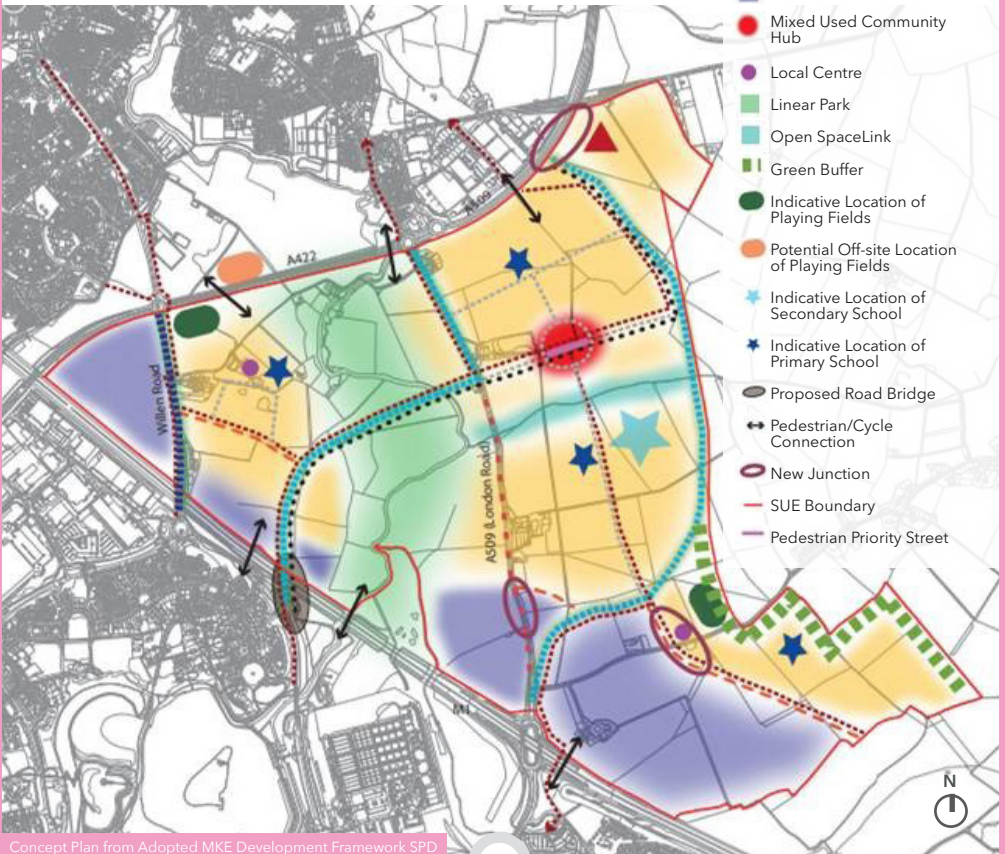 Mixed Used Community
Hub
Local Centre
Linear Park
Open SpaceLink
Green Buffer
Indicative Location of
Playing Fields
Potential Off-site Location
of Playing Fields
Indicative Location of
Secondary School
Indicative Location of
Primary School
Proposed Road Bridge
Pedestrian/Cycle
Connection
New Junction
SUE Boundary
Pedestrian Priority Street
A509
A422
Willen Road
A509 (London Road)
M1
N
Concept Plan from Adopted MKE Development Framework SPD